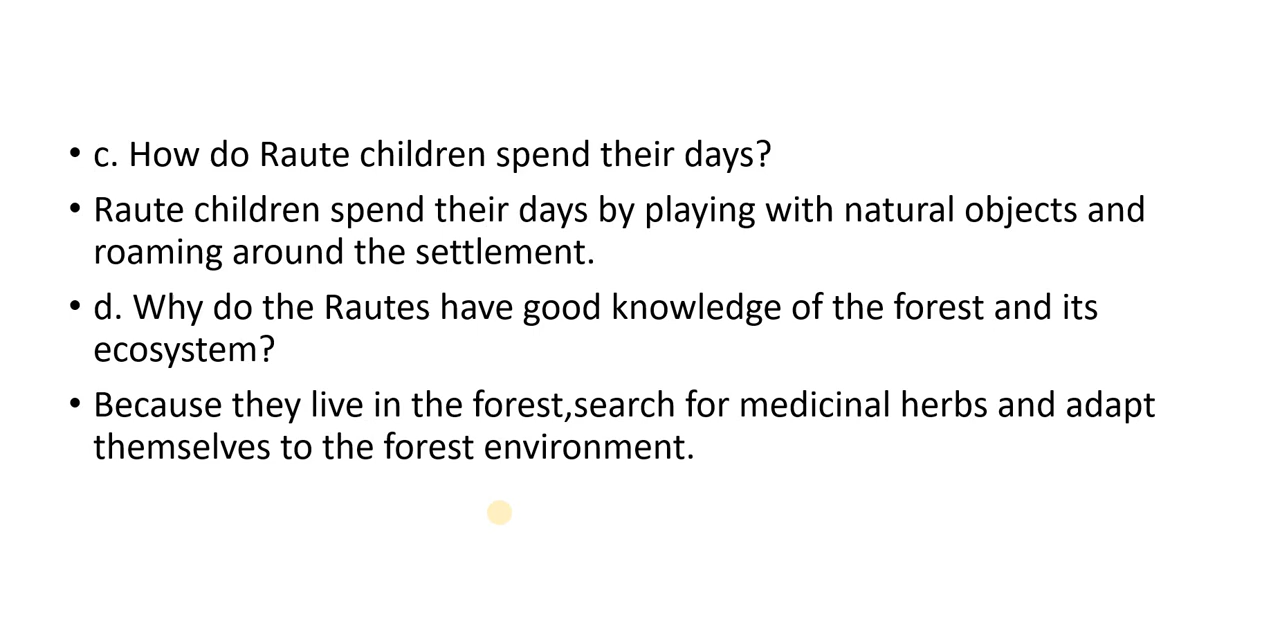 • c. How do Raute children spend their days?
• Raute children spend their days by playing with natural objects and
roaming around the settlement.
• d. Why do the Rautes have good knowledge of the forest and its
ecosystem?
• Because they live in the forest,search for medicinal herbs and adapt
themselves to the forest environment.